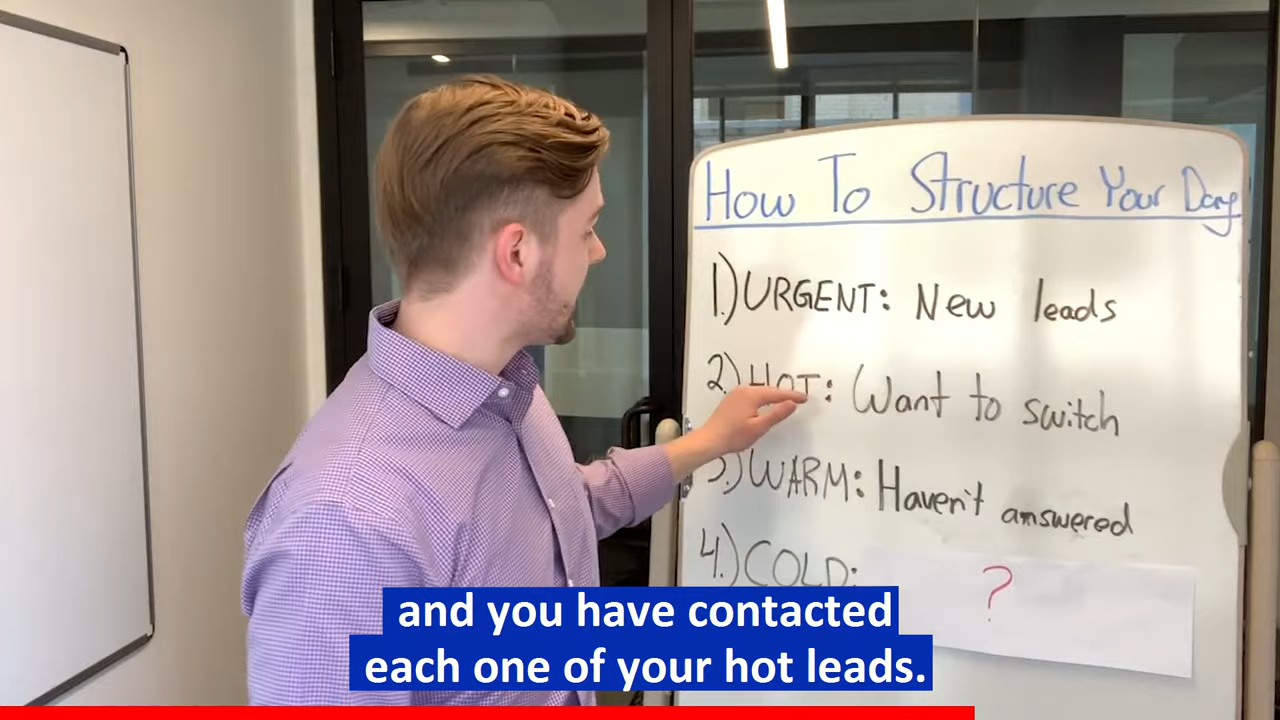 How To Structure Your Day
1.) URGENT: New leads
2.) HOT: Want to switch
3.) WARM: Haven't answered
4.) COLD: ?
and you have contacted
each one of your hot leads.